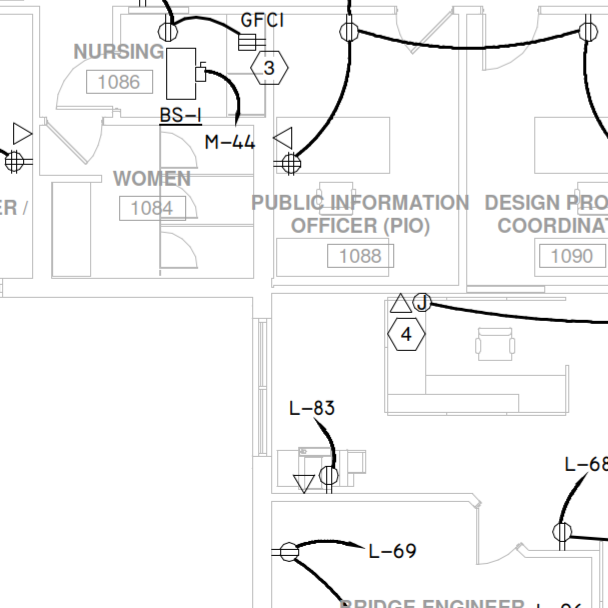 GFCI
NURSING
1086
3
BS-1
M-44
WOMEN
1084
ER /
PUBLIC INFORMATION
OFFICER (PIO)
1088
DESIGN PRO
COORDINAT
1090
J
4
L-83
L-68
L-69
BRIDGE ENGINEER